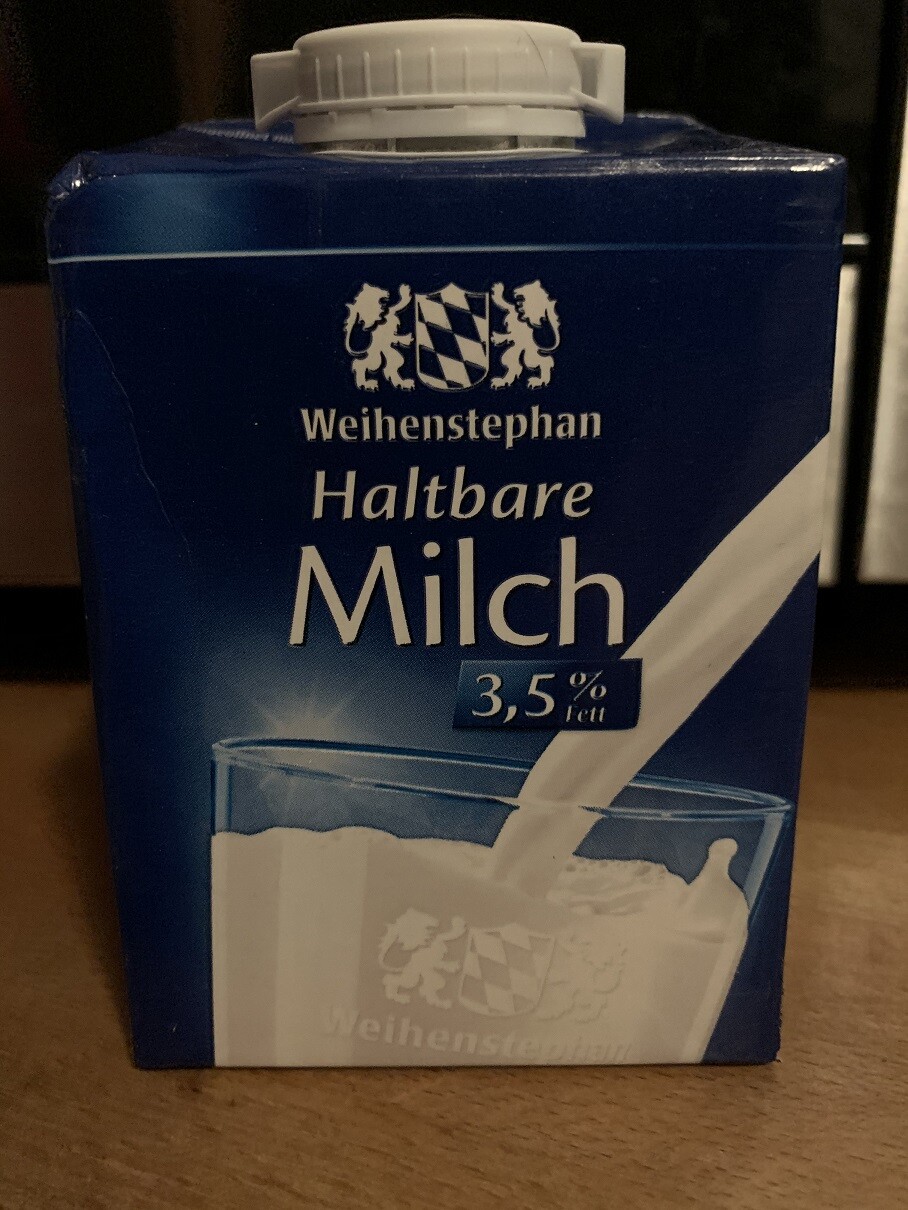 Weihenstephan
Haltbare
Milch
3,5 %
Fett
Weihenstephan